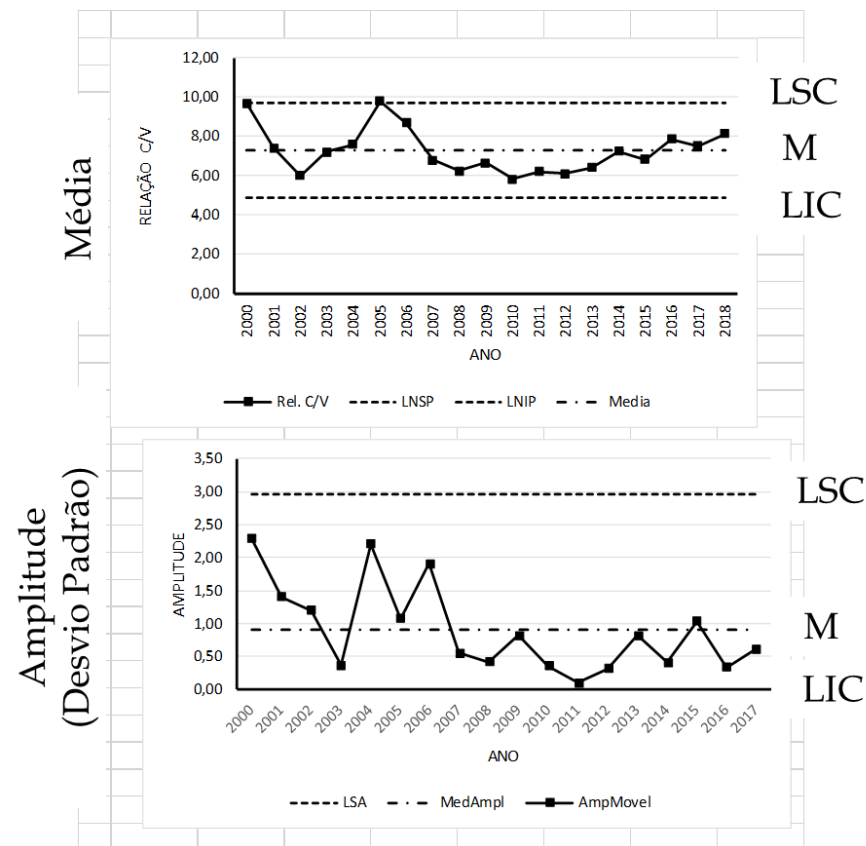 Média
RELAÇÃO C/V
12,00
10,00
8,00
6,00
4,00
2,00
0,00
2000 2001 2002 2003 2004 2005 2006 2007 2008 2009 2010 2011 2012 2013 2014 2015 2016 2017 2018
ANO
Rel. C/V LNSP LNIP Media
LSC
M
LIC
Amplitude
(Desvio Padrão)
AMPLITUDE
3,50
3,00
2,50
2,00
1,50
1,00
0,50
0,00
2000 2001 2002 2003 2004 2005 2006 2007 2008 2009 2010 2011 2012 2013 2014 2015 2016 2017
ANO
LSA MedAmpl AmpMovel
LSC
M
LIC